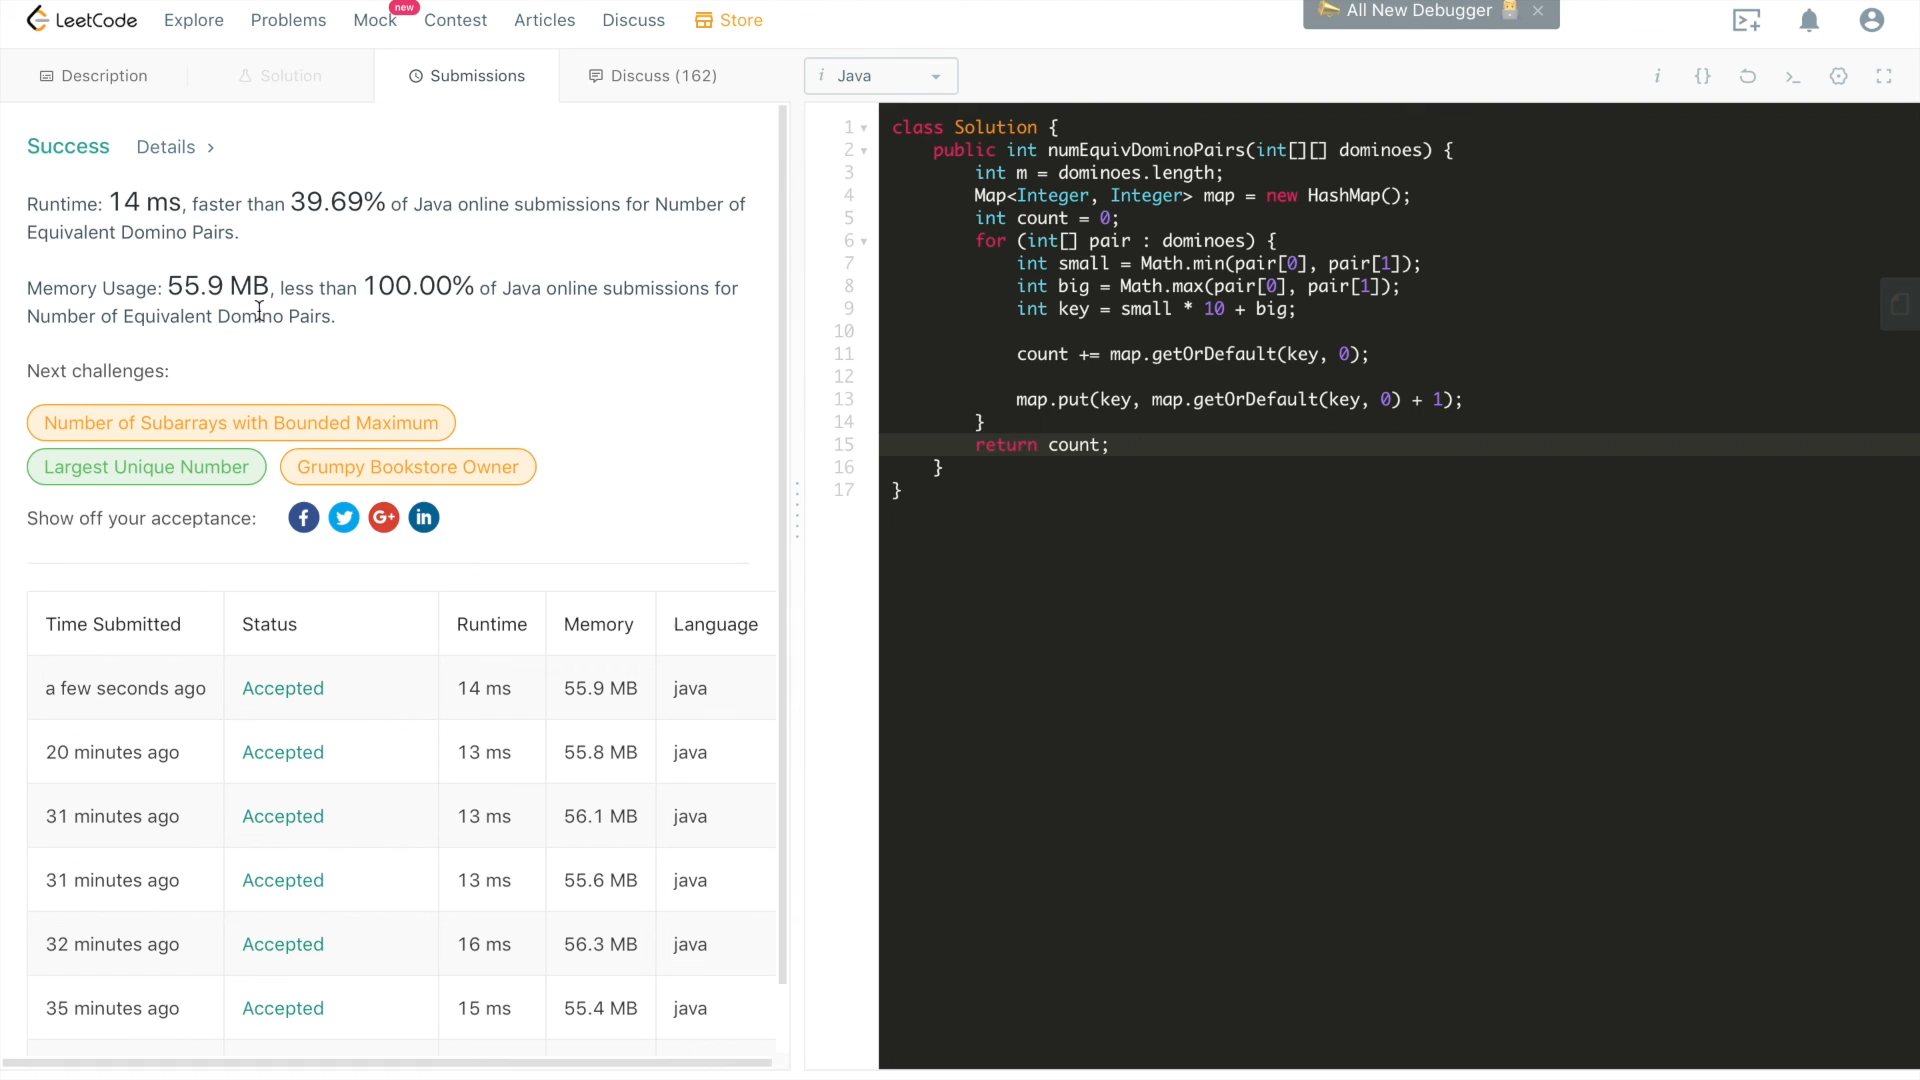 LeetCode Explore Problems Mock new Contest Articles Discuss Store All New Debugger
Description Solution Submissions Discuss (162) i Java
Success Details
Runtime: 14 ms, faster than 39.69% of Java online submissions for Number of
Equivalent Domino Pairs.
Memory Usage: 55.9 MB, less than 100.00% of Java online submissions for
Number of Equivalent Domino Pairs.
Next challenges:
Number of Subarrays with Bounded Maximum
Largest Unique Number Grumpy Bookstore Owner
Show off your acceptance: f G+ in
Time Submitted Status Runtime Memory Language
a few seconds ago Accepted 14 ms 55.9 MB java
20 minutes ago Accepted 13 ms 55.8 MB java
31 minutes ago Accepted 13 ms 56.1 MB java
31 minutes ago Accepted 13 ms 55.6 MB java
32 minutes ago Accepted 16 ms 56.3 MB java
35 minutes ago Accepted 15 ms 55.4 MB java
1 class Solution {
2     public int numEquivDominoPairs(int[][] dominoes) {
3         int m = dominoes.length;
4         Map<Integer, Integer> map = new HashMap();
5         int count = 0;
6         for (int[] pair : dominoes) {
7             int small = Math.min(pair[0], pair[1]);
8             int big = Math.max(pair[0], pair[1]);
9             int key = small * 10 + big;
10
11             count += map.getOrDefault(key, 0);
12
13             map.put(key, map.getOrDefault(key, 0) + 1);
14         }
15         return count;
16     }
17 }